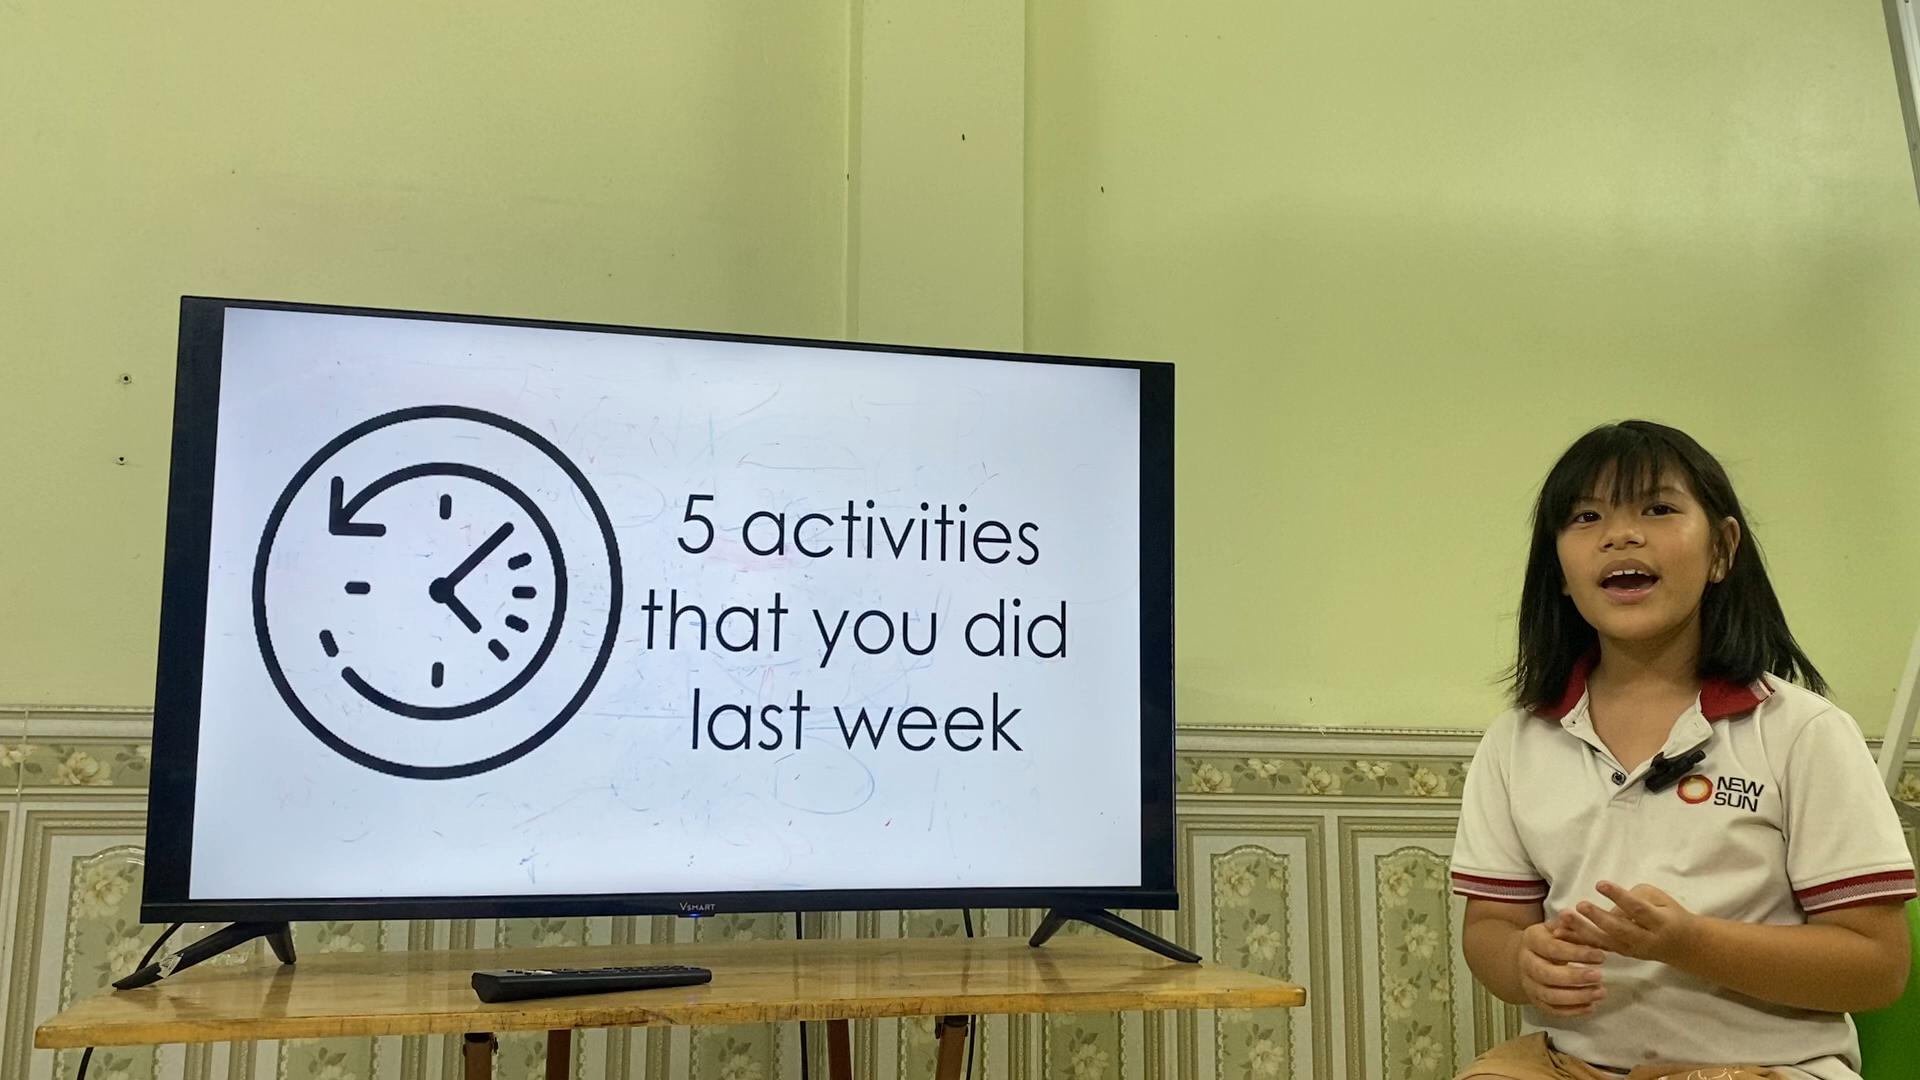 5 activities
that you did
last week
VSMART
NEW
SUN